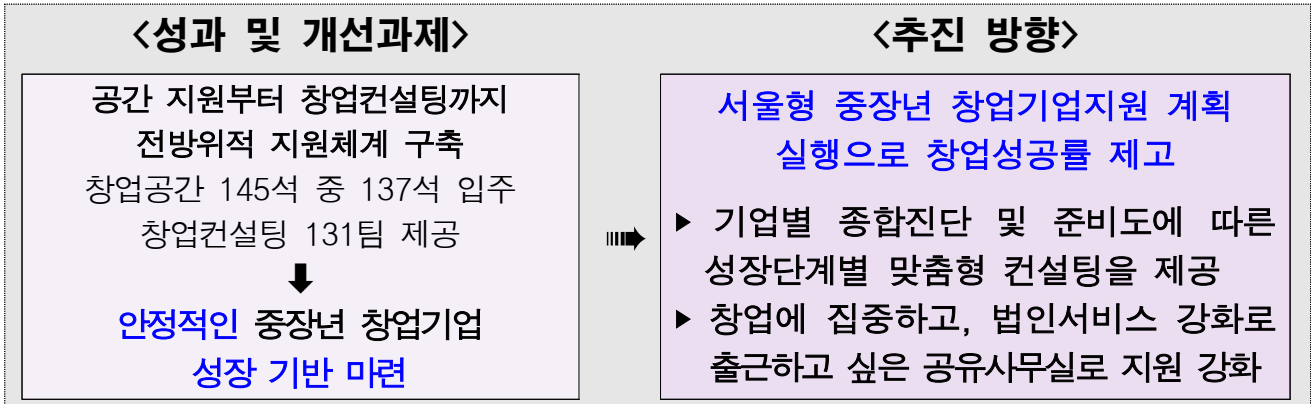 <성과 및 개선과제>
공간 지원부터 창업컨설팅까지
전방위적 지원체계 구축
창업공간 145석 중 137석 입주
창업컨설팅 131팀 제공
⬇
안정적인 중장년 창업기업
성장 기반 마련
➠
<추진 방향>
서울형 중장년 창업기업지원 계획
실행으로 창업성공률 제고
▶ 기업별 종합진단 및 준비도에 따른
성장단계별 맞춤형 컨설팅을 제공
▶ 창업에 집중하고, 법인서비스 강화로
출근하고 싶은 공유사무실로 지원 강화